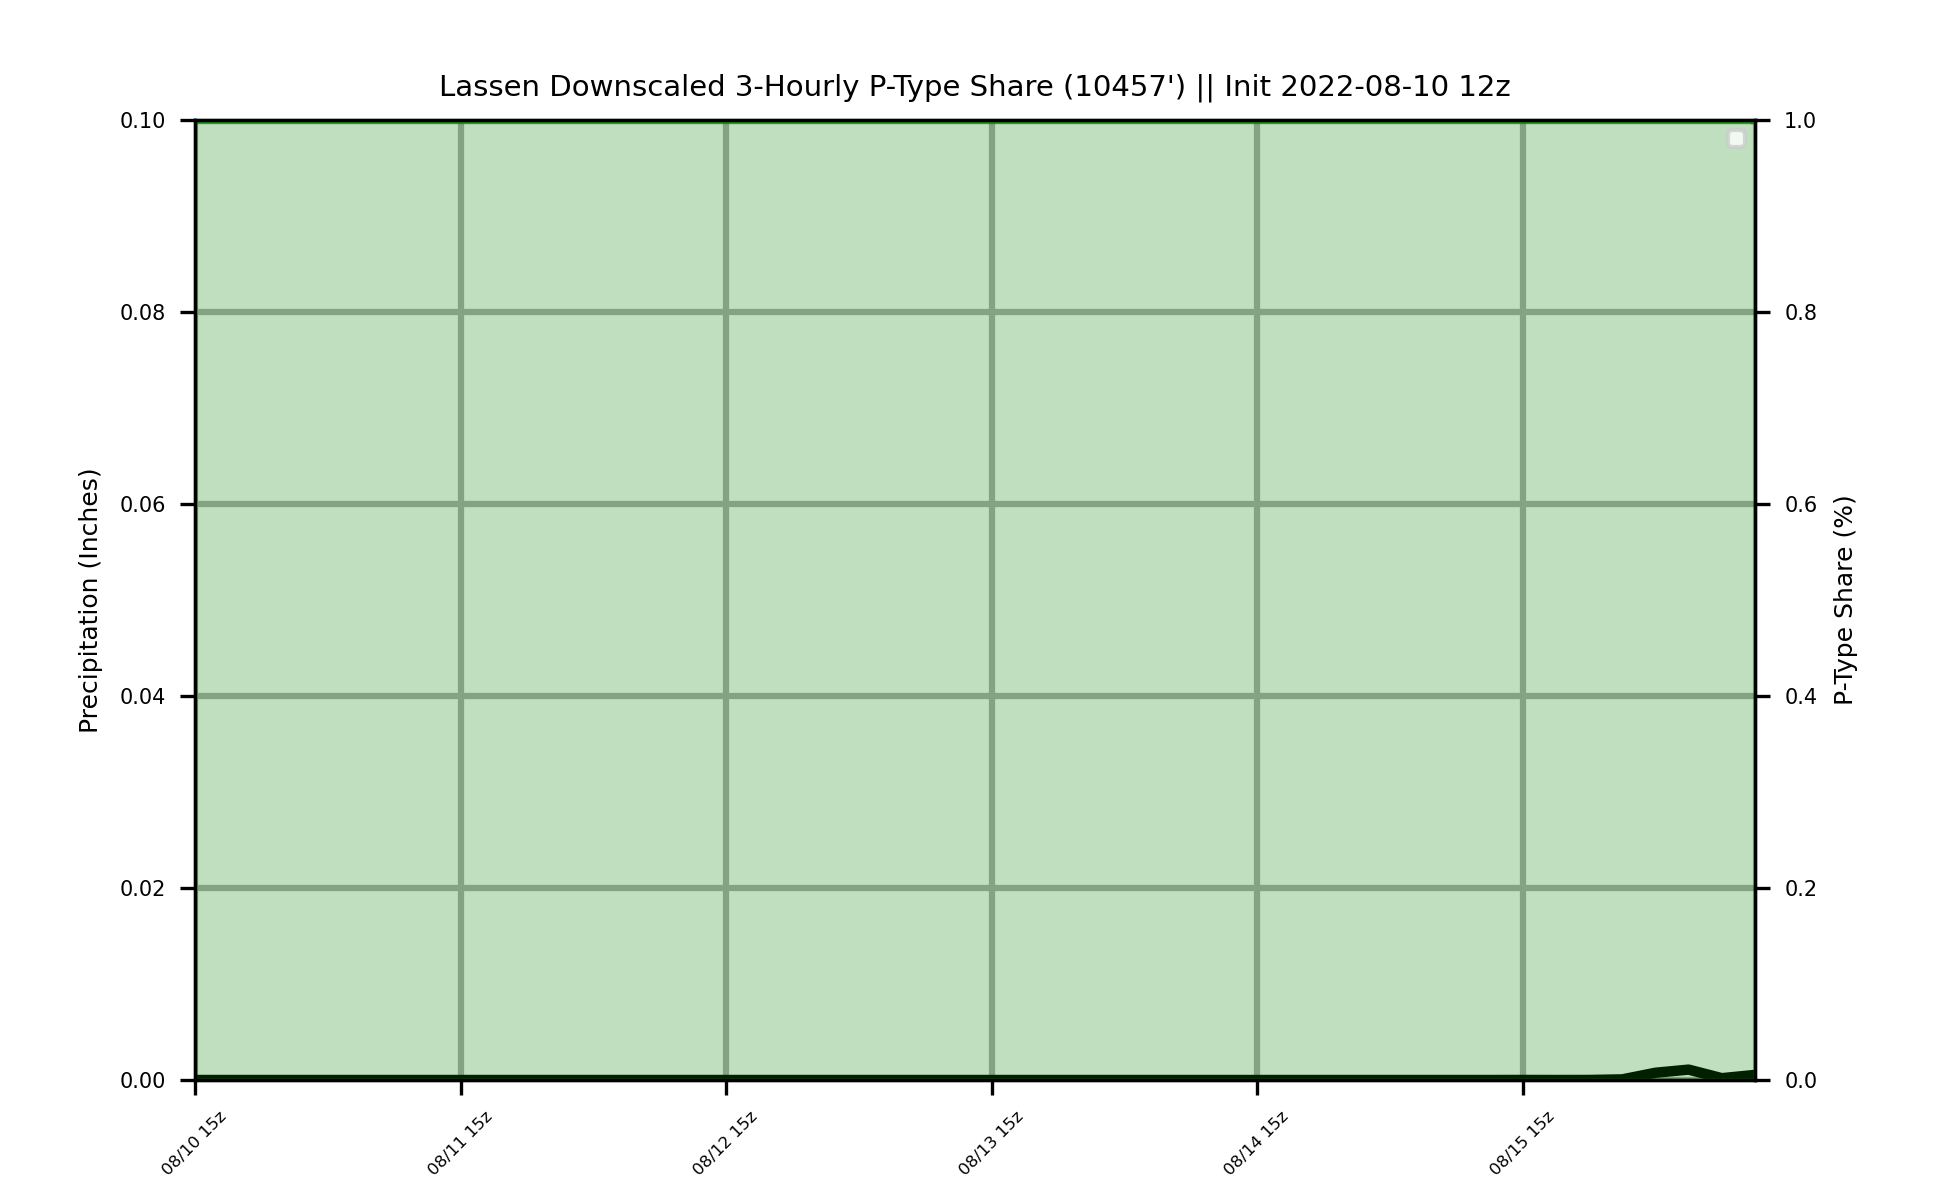 Lassen Downscaled 3-Hourly P-Type Share (10457') || Init 2022-08-10 12z
0.10
0.08
0.06
0.04
0.02
0.00
Precipitation (Inches)
1.0
0.8
0.6
0.4
0.2
0.0
P-Type Share (%)
08/10 15z
08/11 15z
08/12 15z
08/13 15z
08/14 15z
08/15 15z